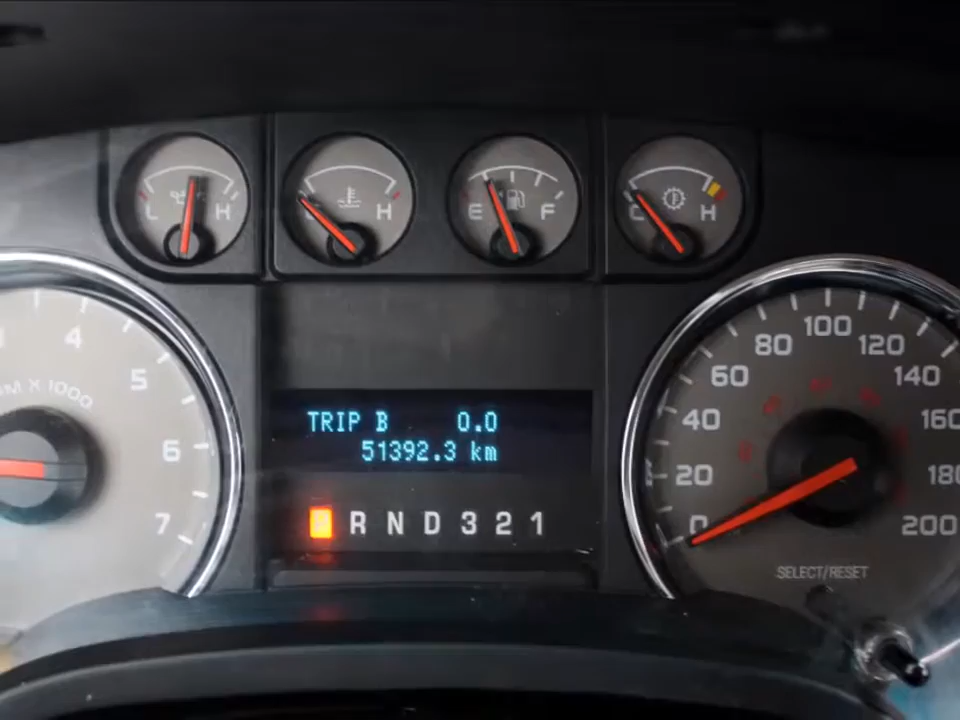 L H
H
E F
C H
4
5
6
7
X 1000
0
20
40
60
80
100
120
140
160
180
200
TRIP B 0.0
51392.3 km
R N D 3 2 1
SELECT/RESET